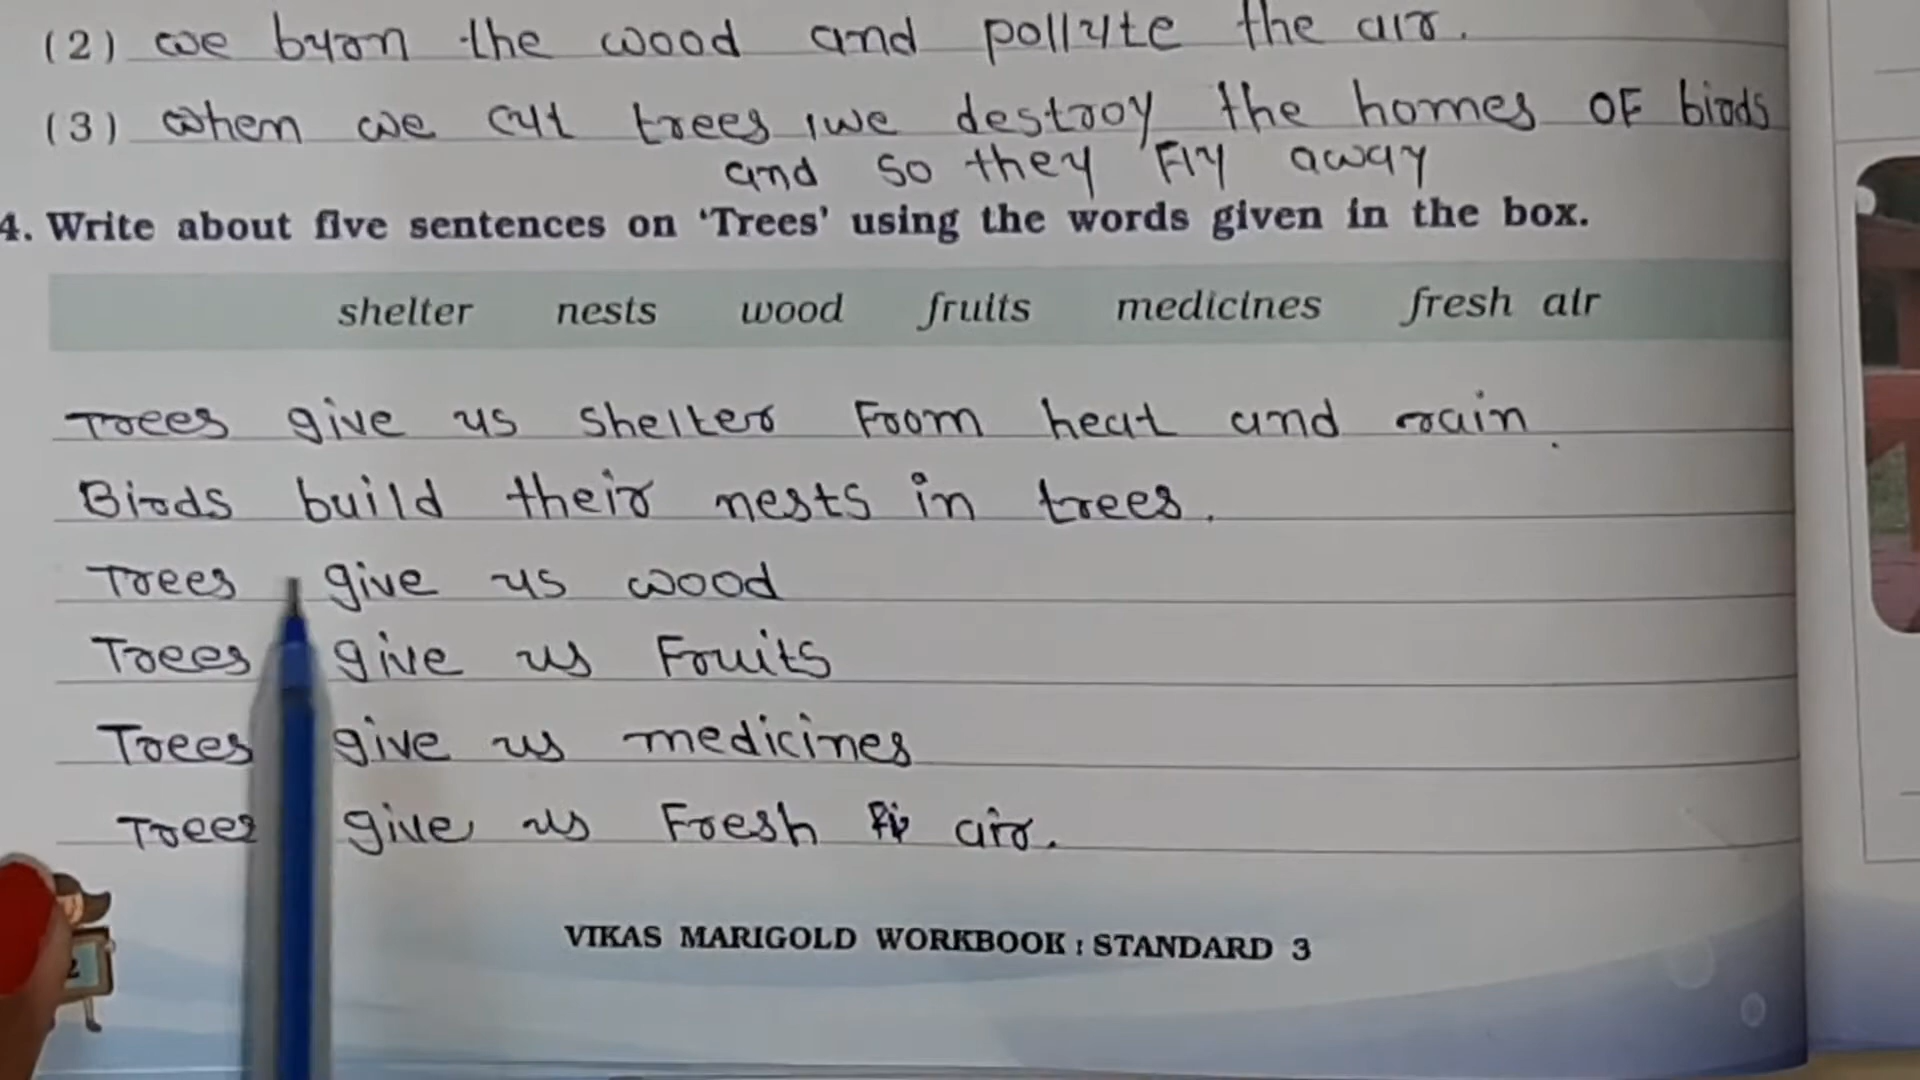 (2) we burn the wood and pollute the air.
(3) when we cut trees, we destroy the homes OF birds
and so they Fly away
4. Write about five sentences on 'Trees' using the words given in the box.
shelter nests wood fruits medicines fresh air
Trees give us shelter From heat and rain.
Birds build their nests in trees.
Trees give us wood
Trees give us Fruits
Trees give us medicines
Trees give us Fresh air.
VIKAS MARIGOLD WORKBOOK : STANDARD 3